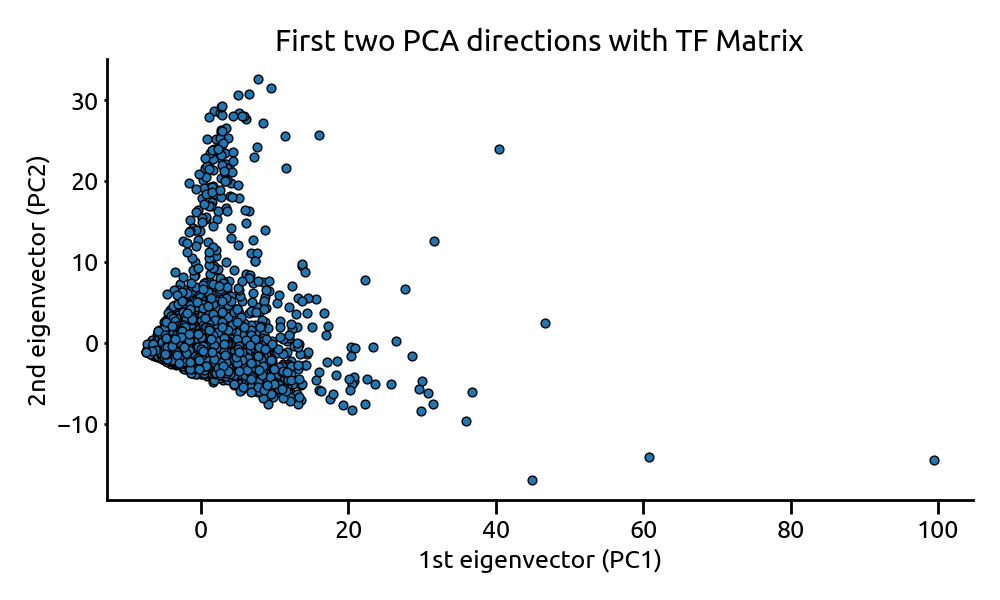 First two PCA directions with TF Matrix
30
20
10
0
−10
2nd eigenvector (PC2)
0 20 40 60 80 100
1st eigenvector (PC1)